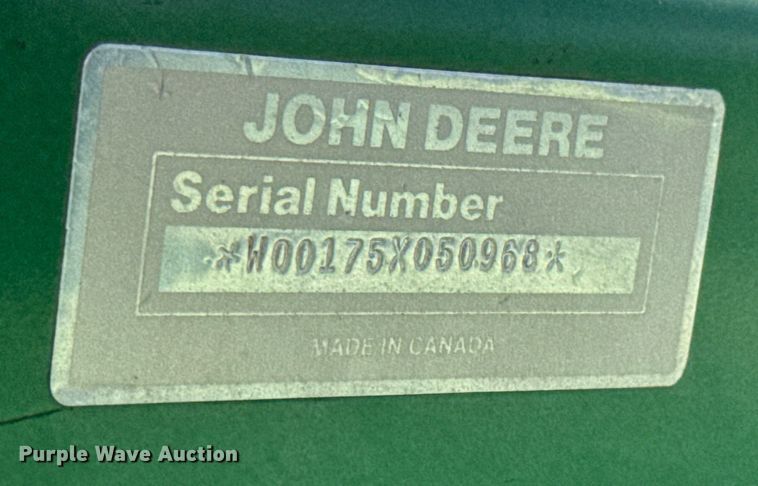 JOHN DEERE
Serial Number
*W00175X050968*
MADE IN CANADA
Purple Wave Auction